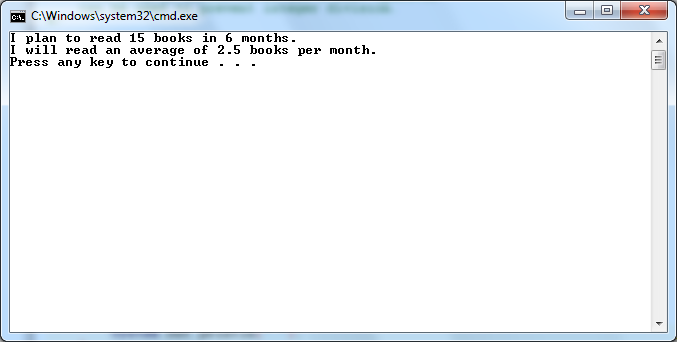 C:\Windows\system32\cmd.exe
I plan to read 15 books in 6 months.
I will read an average of 2.5 books per month.
Press any key to continue . . .